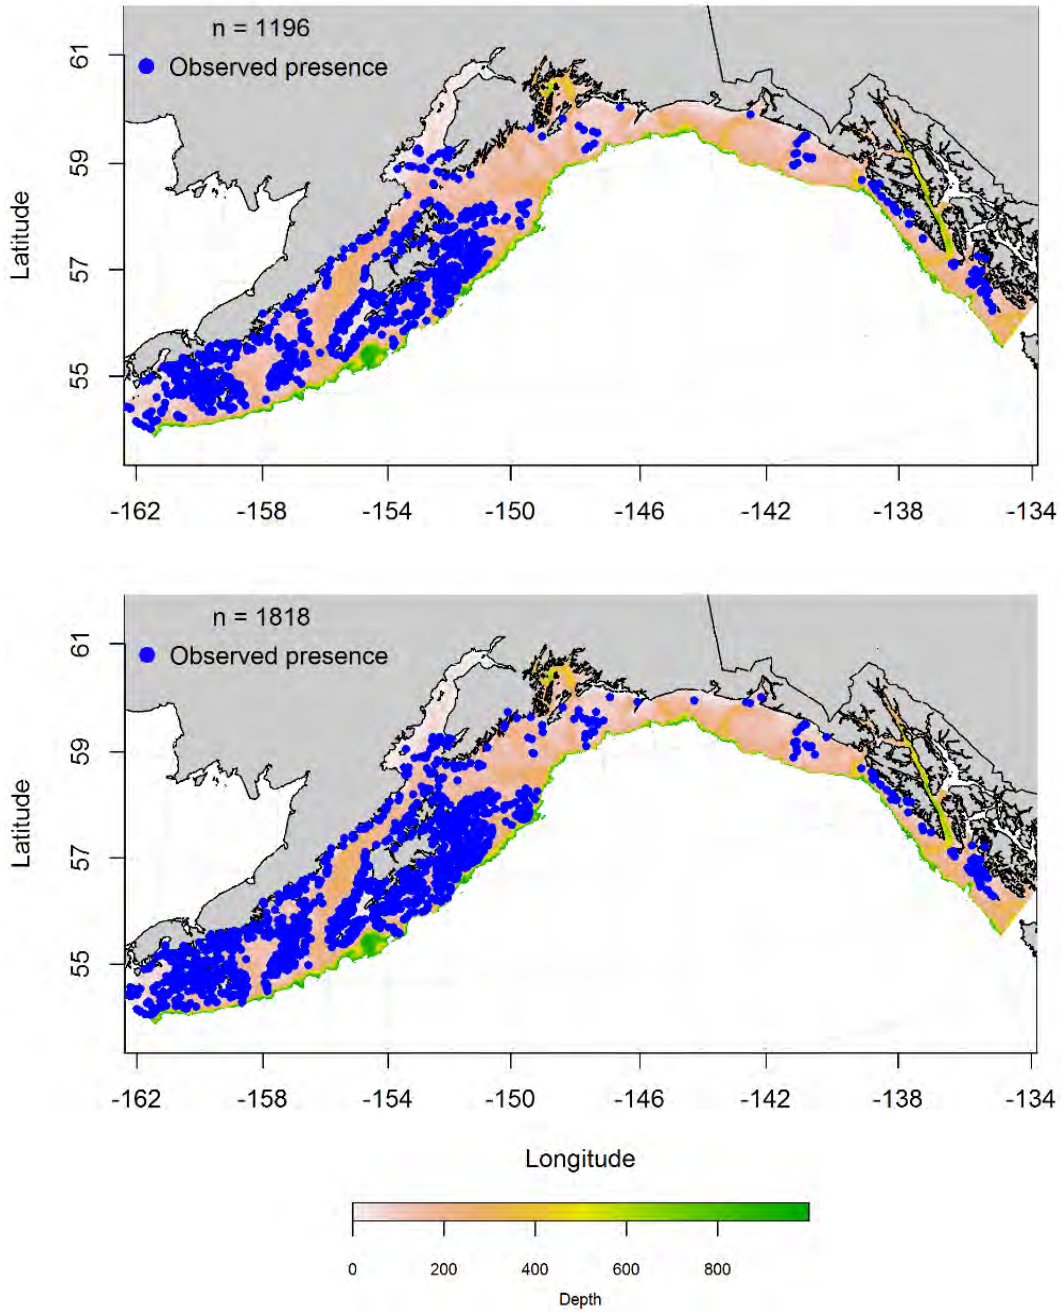 n = 1196
Observed presence
61
59
57
55
Latitude
-162 -158 -154 -150 -146 -142 -138 -134
n = 1818
Observed presence
61
59
57
55
Latitude
-162 -158 -154 -150 -146 -142 -138 -134
Longitude
0 200 400 600 800
Depth